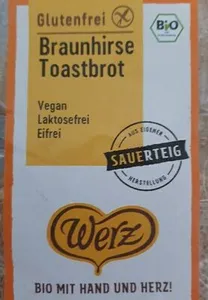 Glutenfrei
Braunhirse
Toastbrot
BiO
Vegan
Laktosefrei
Eifrei
AUS EIGENER
SAUERTEIG
HERSTELLUNG
Werz
BIO MIT HAND UND HERZ!